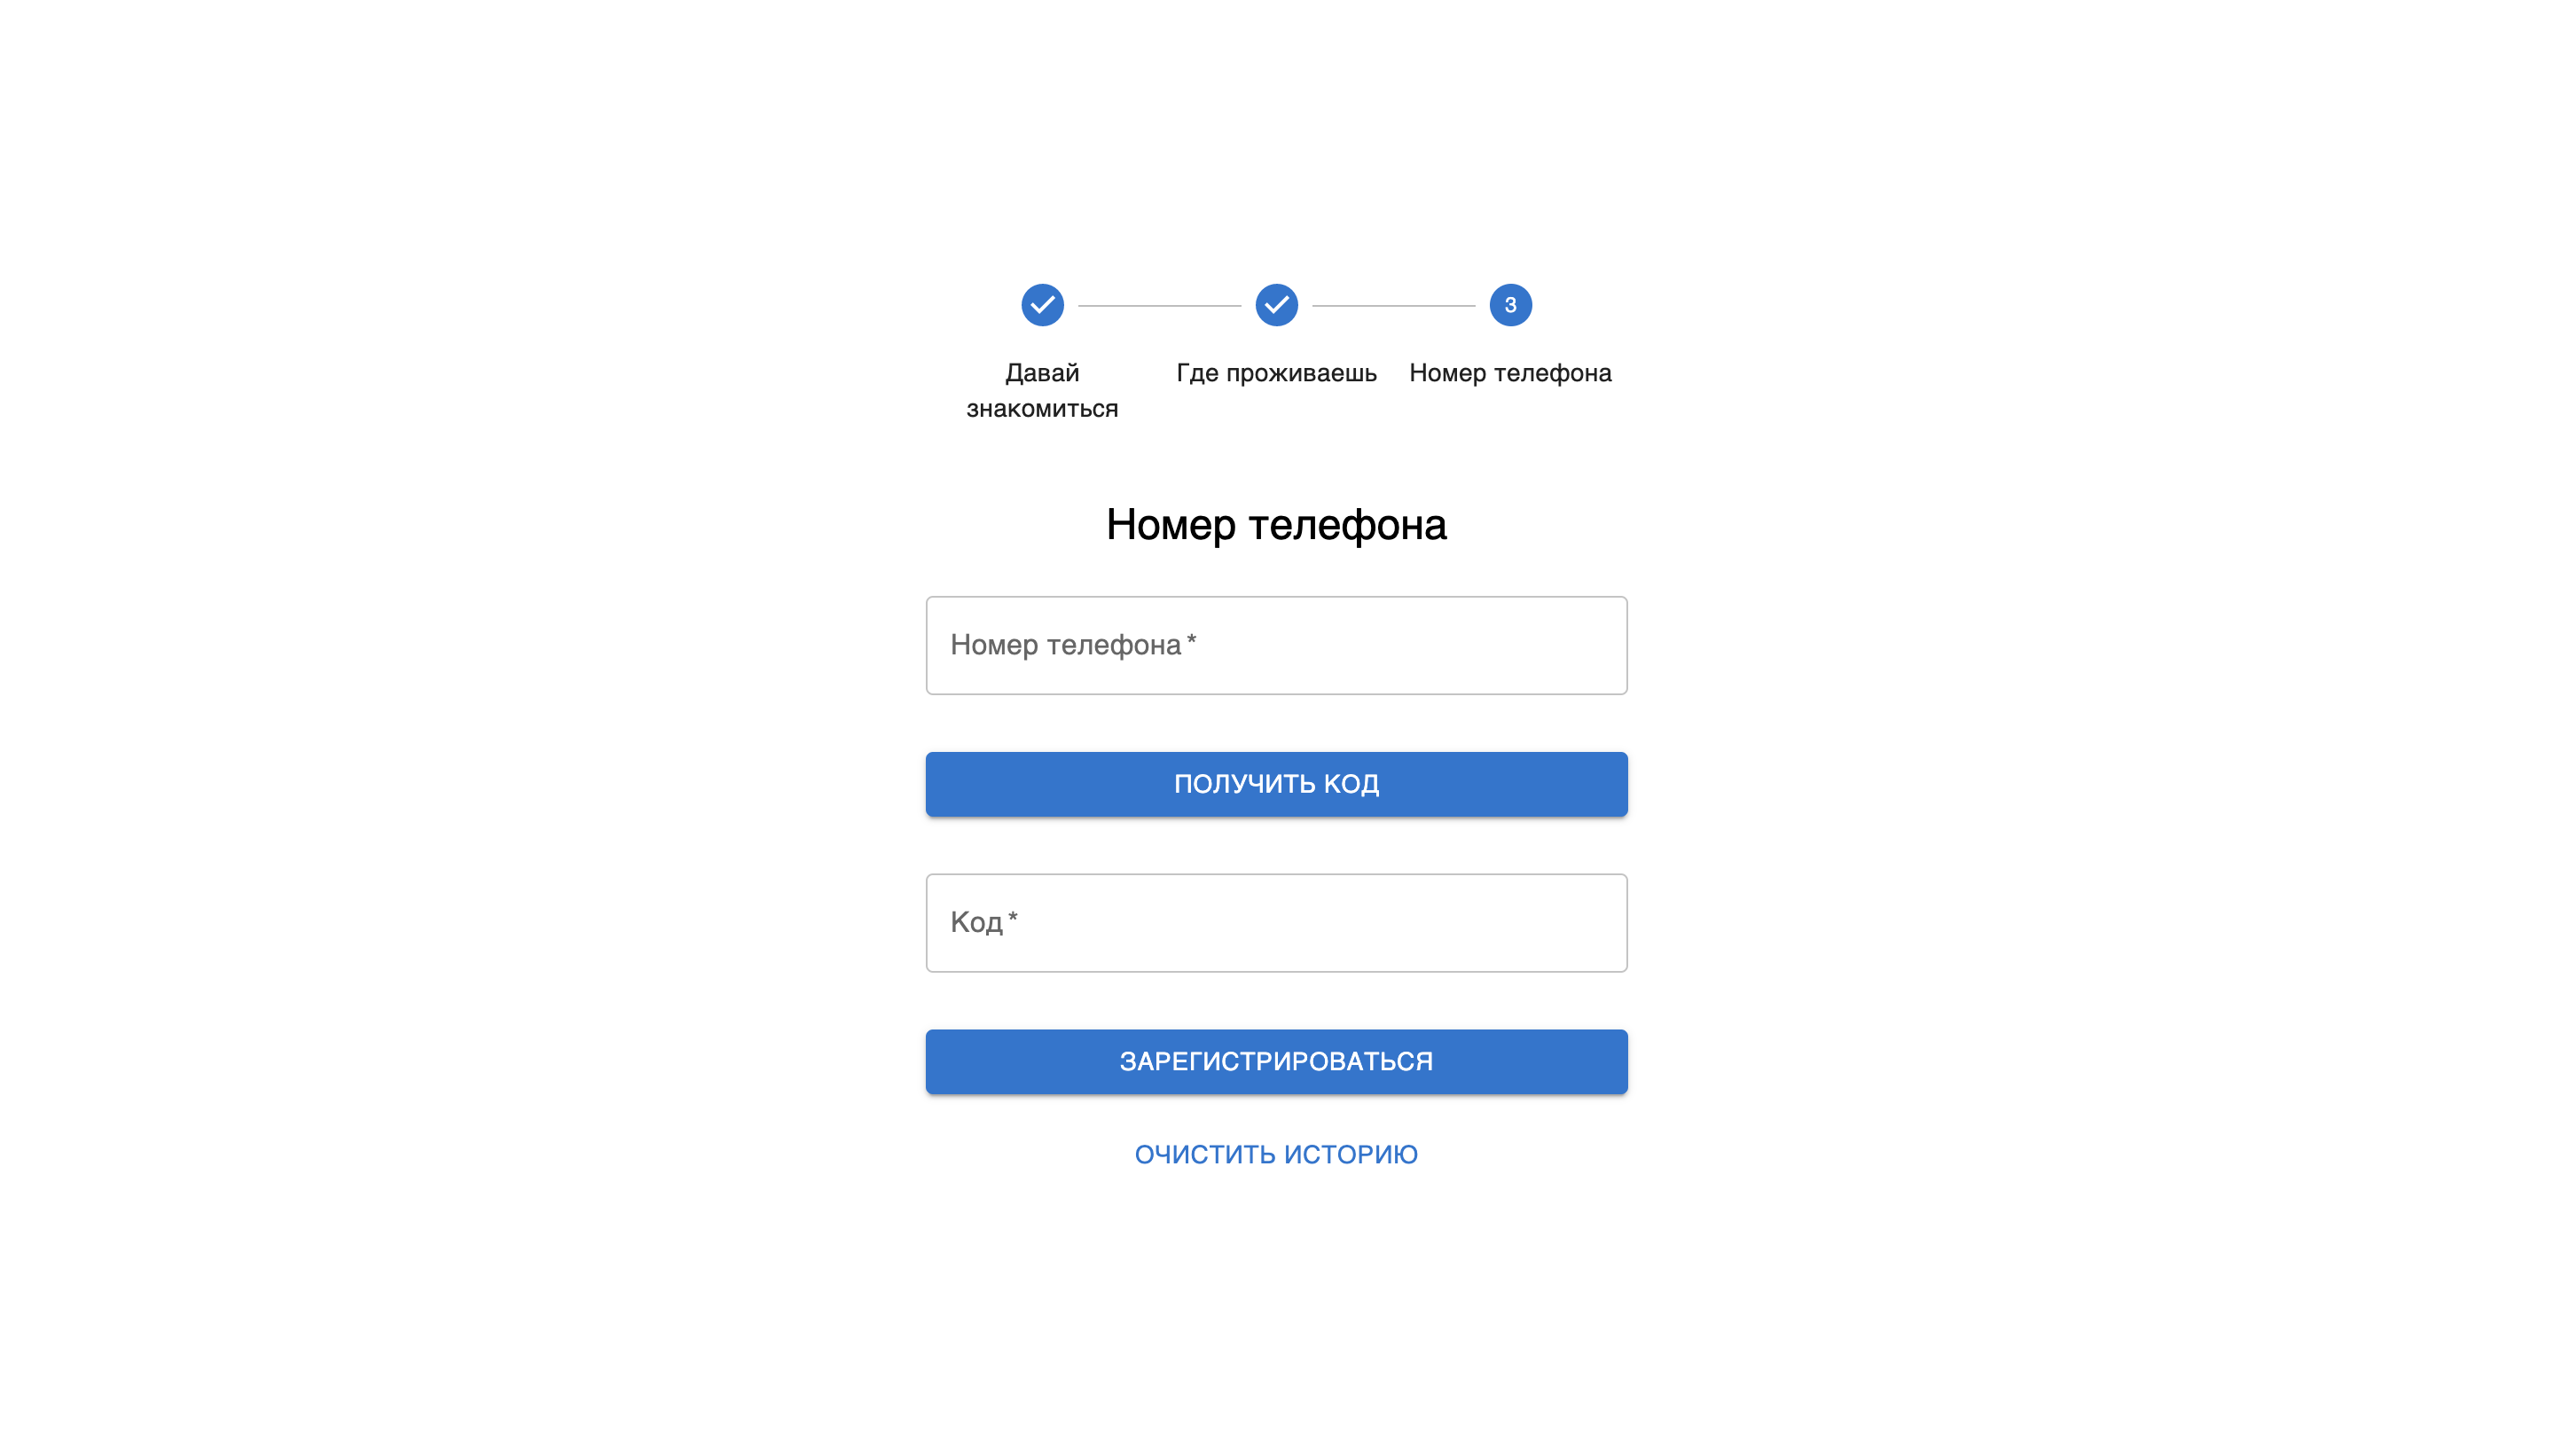 3
Давай
знакомиться
Где проживаешь
Номер телефона
Номер телефона
Номер телефона *
ПОЛУЧИТЬ КОД
Код *
ЗАРЕГИСТРИРОВАТЬСЯ
ОЧИСТИТЬ ИСТОРИЮ